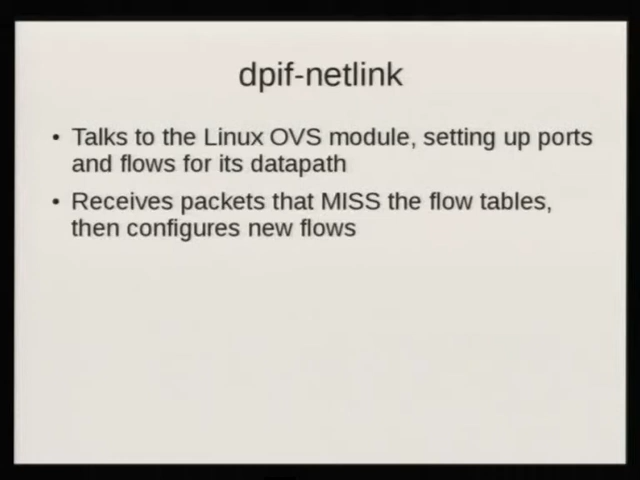 dpif-netlink
• Talks to the Linux OVS module, setting up ports
and flows for its datapath
• Receives packets that MISS the flow tables,
then configures new flows